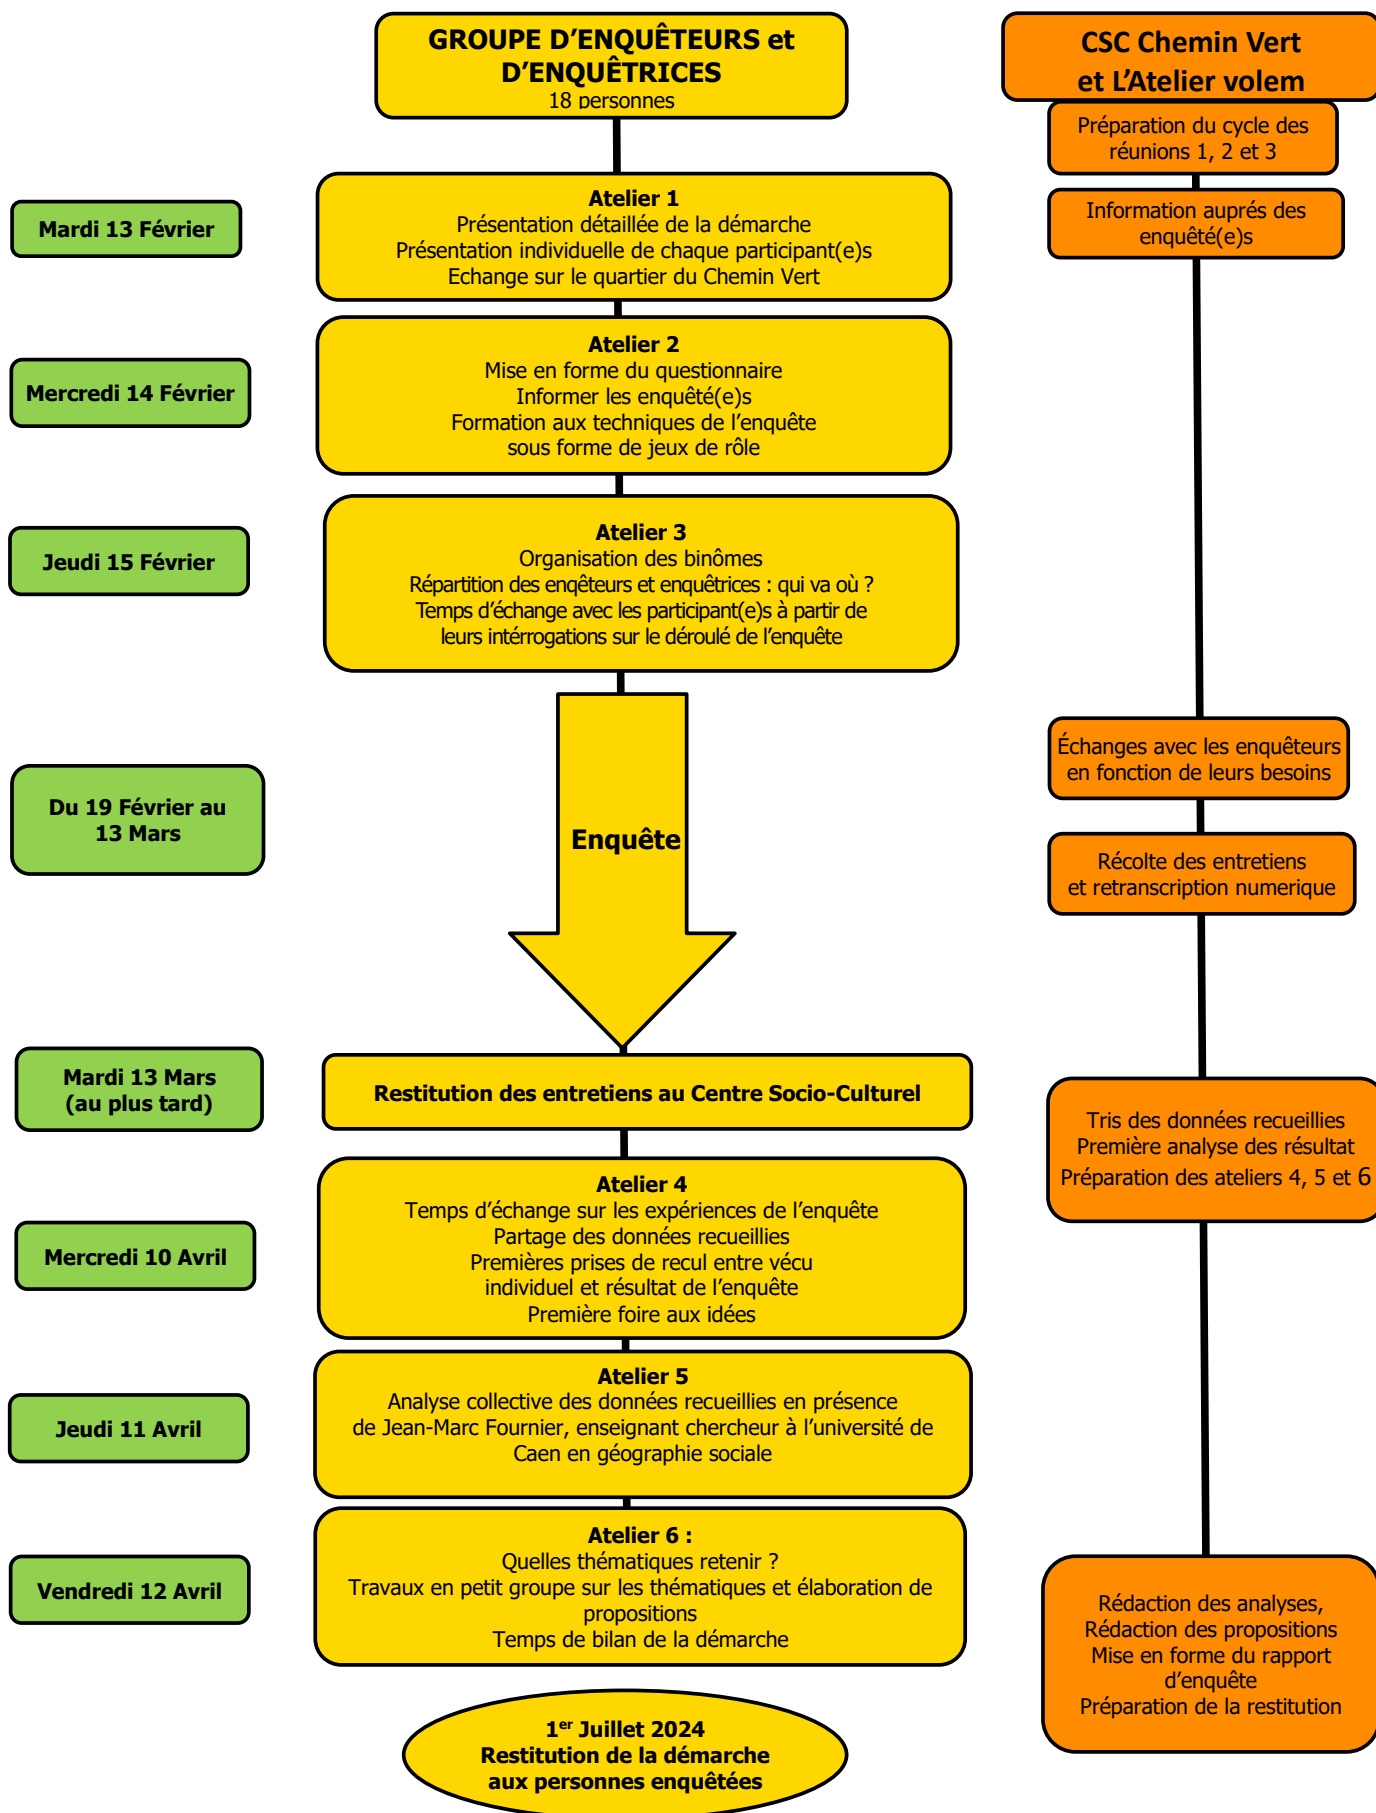 GROUPE D'ENQUÊTEURS et
D'ENQUÊTRICES
18 personnes
CSC Chemin Vert
et L'Atelier volem
Préparation du cycle des
réunions 1, 2 et 3
Mardi 13 Février
Atelier 1
Présentation détaillée de la démarche
Présentation individuelle de chaque participant(e)s
Echange sur le quartier du Chemin Vert
Information auprés des
enquêté(e)s
Mercredi 14 Février
Atelier 2
Mise en forme du questionnaire
Informer les enquêté(e)s
Formation aux techniques de l'enquête
sous forme de jeux de rôle
Jeudi 15 Février
Atelier 3
Organisation des binômes
Répartition des enqêteurs et enquêtrices : qui va où ?
Temps d'échange avec les participant(e)s à partir de
leurs intérrogations sur le déroulé de l'enquête
Du 19 Février au
13 Mars
Enquête
Échanges avec les enquêteurs
en fonction de leurs besoins
Récolte des entretiens
et retranscription numerique
Mardi 13 Mars
(au plus tard)
Restitution des entretiens au Centre Socio-Culturel
Tris des données recueillies
Première analyse des résultat
Préparation des ateliers 4, 5 et 6
Mercredi 10 Avril
Atelier 4
Temps d'échange sur les expériences de l'enquête
Partage des données recueillies
Premières prises de recul entre vécu
individuel et résultat de l'enquête
Première foire aux idées
Jeudi 11 Avril
Atelier 5
Analyse collective des données recueillies en présence
de Jean-Marc Fournier, enseignant chercheur à l'université de
Caen en géographie sociale
Vendredi 12 Avril
Atelier 6 :
Quelles thématiques retenir ?
Travaux en petit groupe sur les thématiques et élaboration de
propositions
Temps de bilan de la démarche
Rédaction des analyses,
Rédaction des propositions
Mise en forme du rapport
d'enquête
Préparation de la restitution
1er Juillet 2024
Restitution de la démarche
aux personnes enquêtées